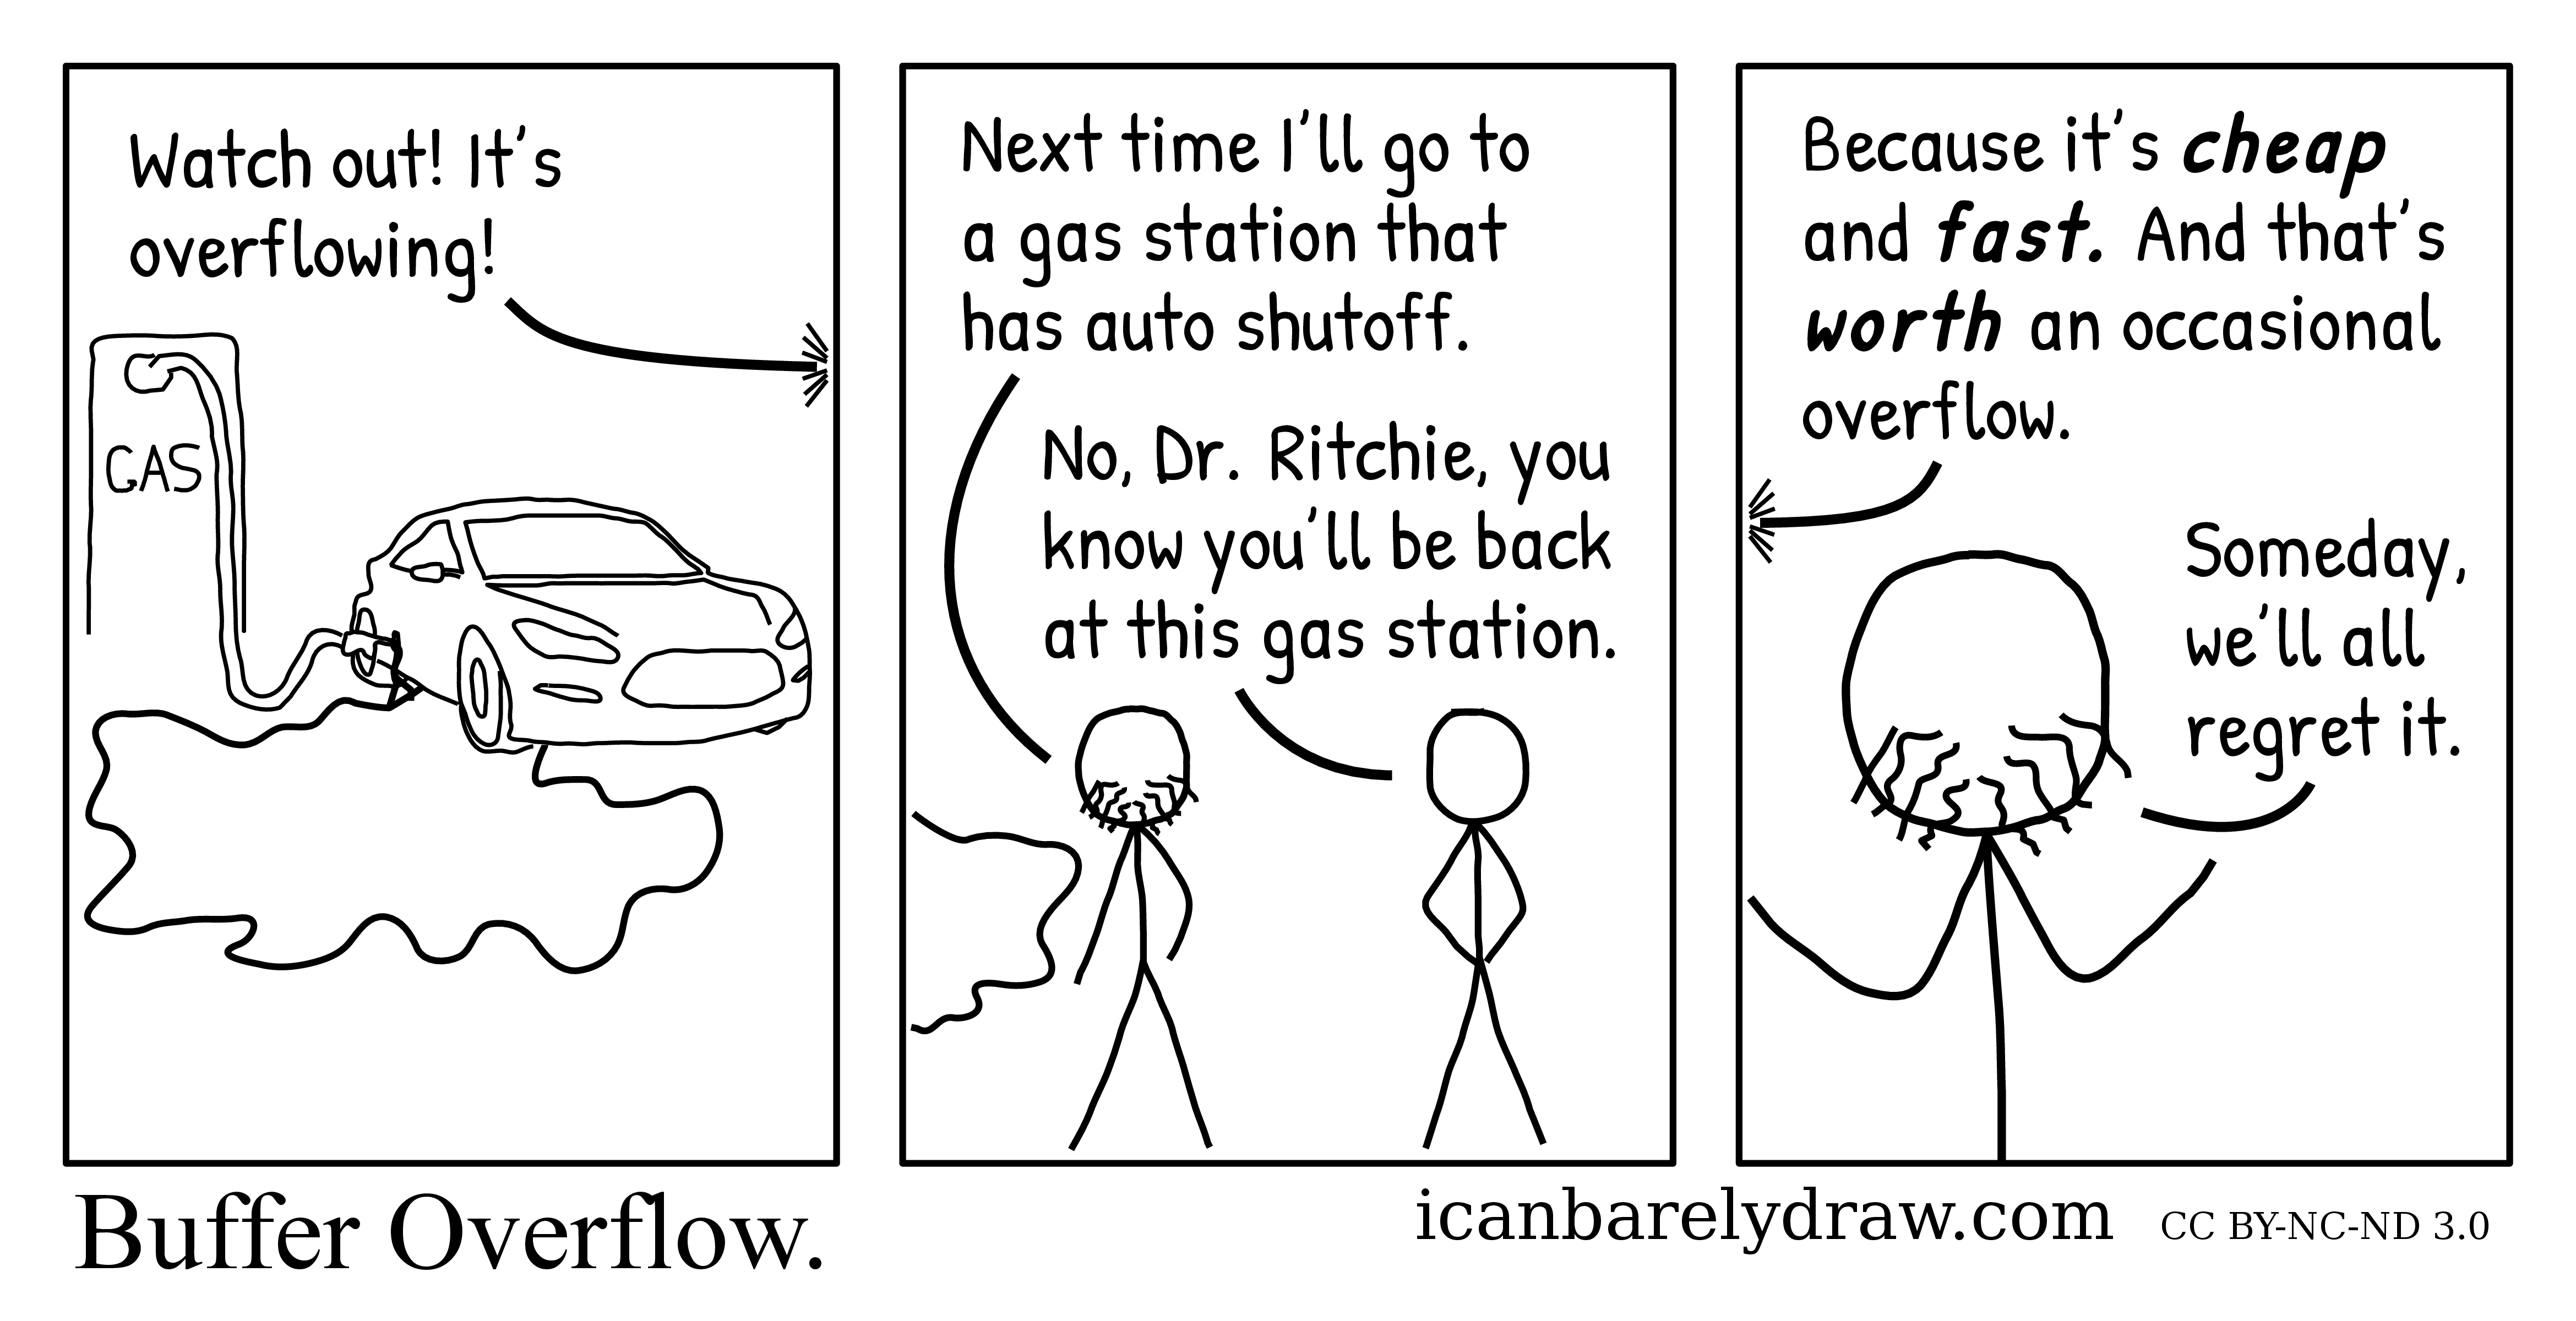 Watch out! It's
overflowing!
GAS
Next time I'll go to
a gas station that
has auto shutoff.
No, Dr. Ritchie, you
know you'll be back
at this gas station.
Because it's cheap
and fast. And that's
worth an occasional
overflow.
Someday,
we'll all
regret it.
Buffer Overflow.
icanbarelydraw.com CC BY-NC-ND 3.0